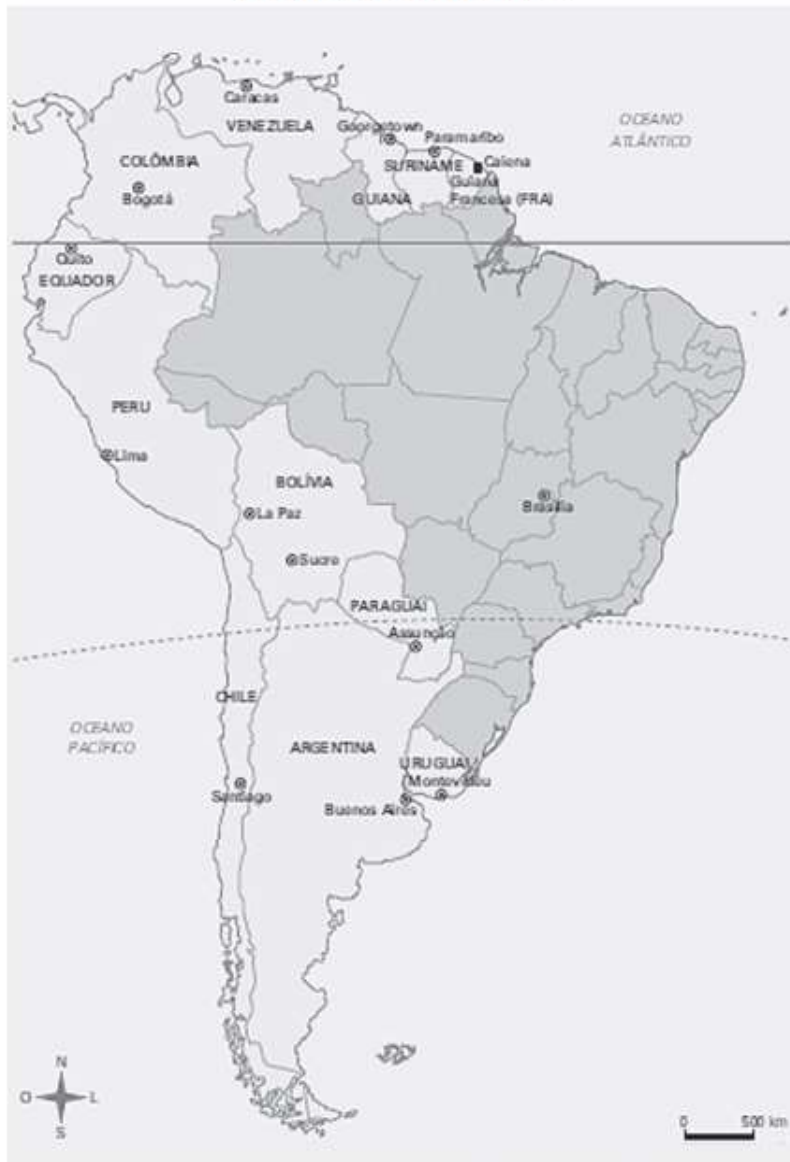 Caracas
VENEZUELA
Georgetown
Paramaribo
OCEANO
ATLÂNTICO
COLÔMBIA
SURINAME
Caiena
Bogotá
GUIANA
Guiana
Francesa (FRA)
Quito
EQUADOR
PERU
Lima
BOLÍVIA
La Paz
Brasília
Sucre
PARAGUAI
Assunção
CHILE
OCEANO
PACÍFICO
ARGENTINA
URUGUAI
Montevidéu
Santiago
Buenos Aires
N
O
L
S
0 500 km